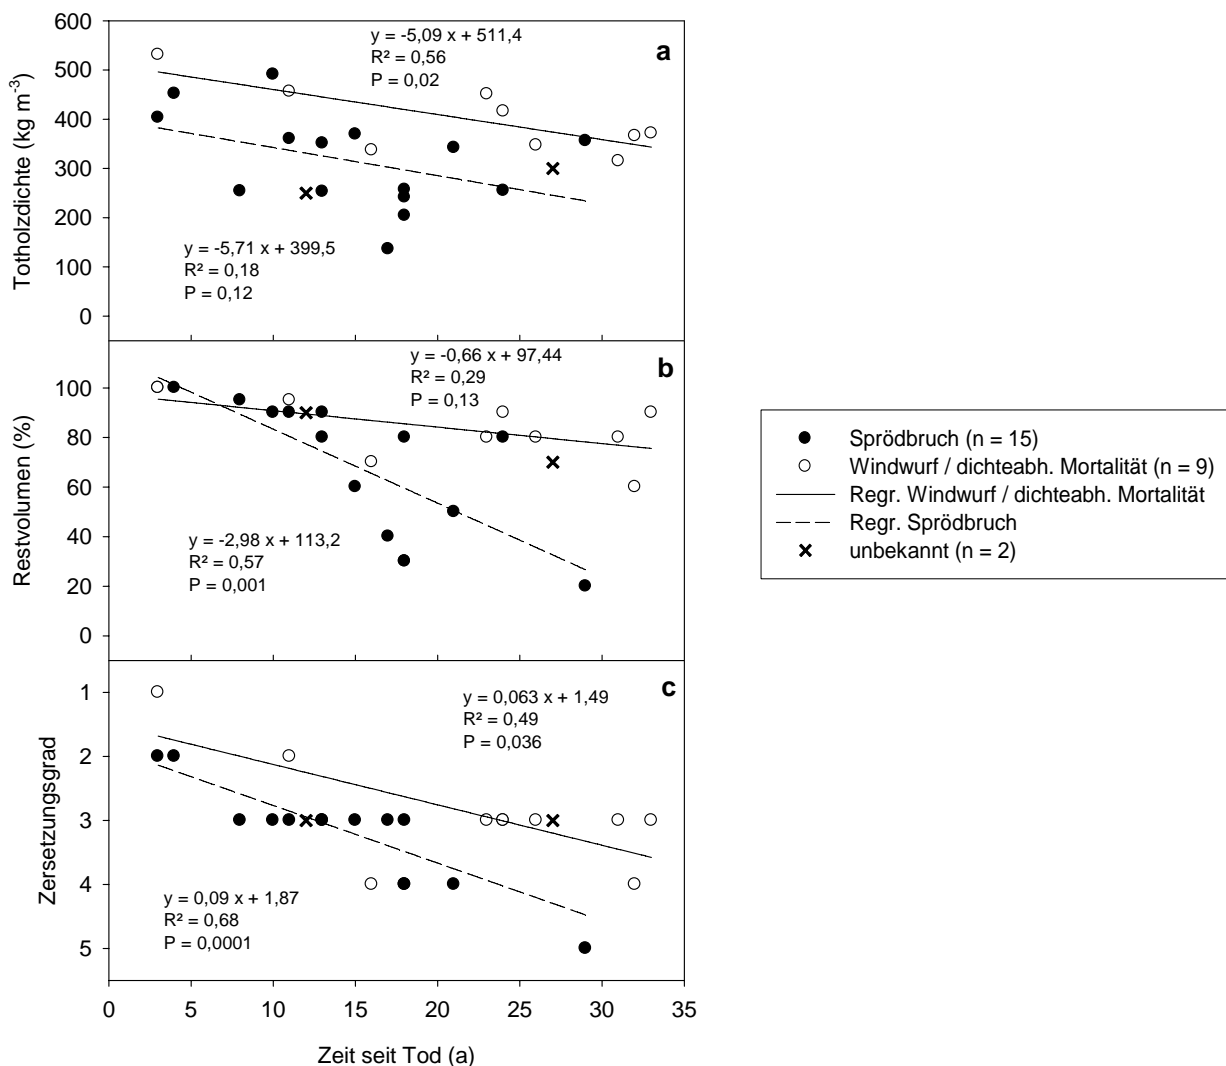 600
500
400
300
200
100
0
Totholzdichte (kg m⁻³)
a
y = -5,09 x + 511,4
R² = 0,56
P = 0,02
y = -5,71 x + 399,5
R² = 0,18
P = 0,12
100
80
60
40
20
0
Restvolumen (%)
b
y = -0,66 x + 97,44
R² = 0,29
P = 0,13
y = -2,98 x + 113,2
R² = 0,57
P = 0,001
1
2
3
4
5
Zersetzungsgrad
c
y = 0,063 x + 1,49
R² = 0,49
P = 0,036
y = 0,09 x + 1,87
R² = 0,68
P = 0,0001
0 5 10 15 20 25 30 35
Zeit seit Tod (a)
Sprödbruch (n = 15)
Windwurf / dichteabh. Mortalität (n = 9)
Regr. Windwurf / dichteabh. Mortalität
Regr. Sprödbruch
unbekannt (n = 2)